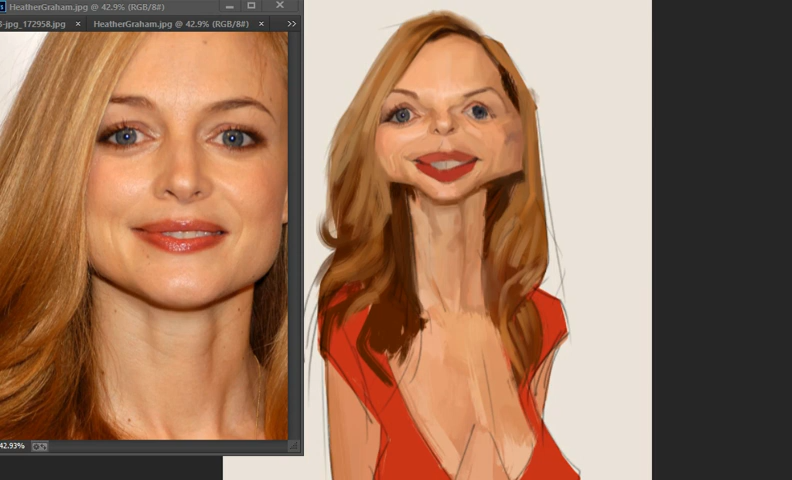 HeatherGraham.jpg @ 42.9% (RGB/8#)
-jpg_172958.jpg × HeatherGraham.jpg @ 42.9% (RGB/8#) × >>
42.93%